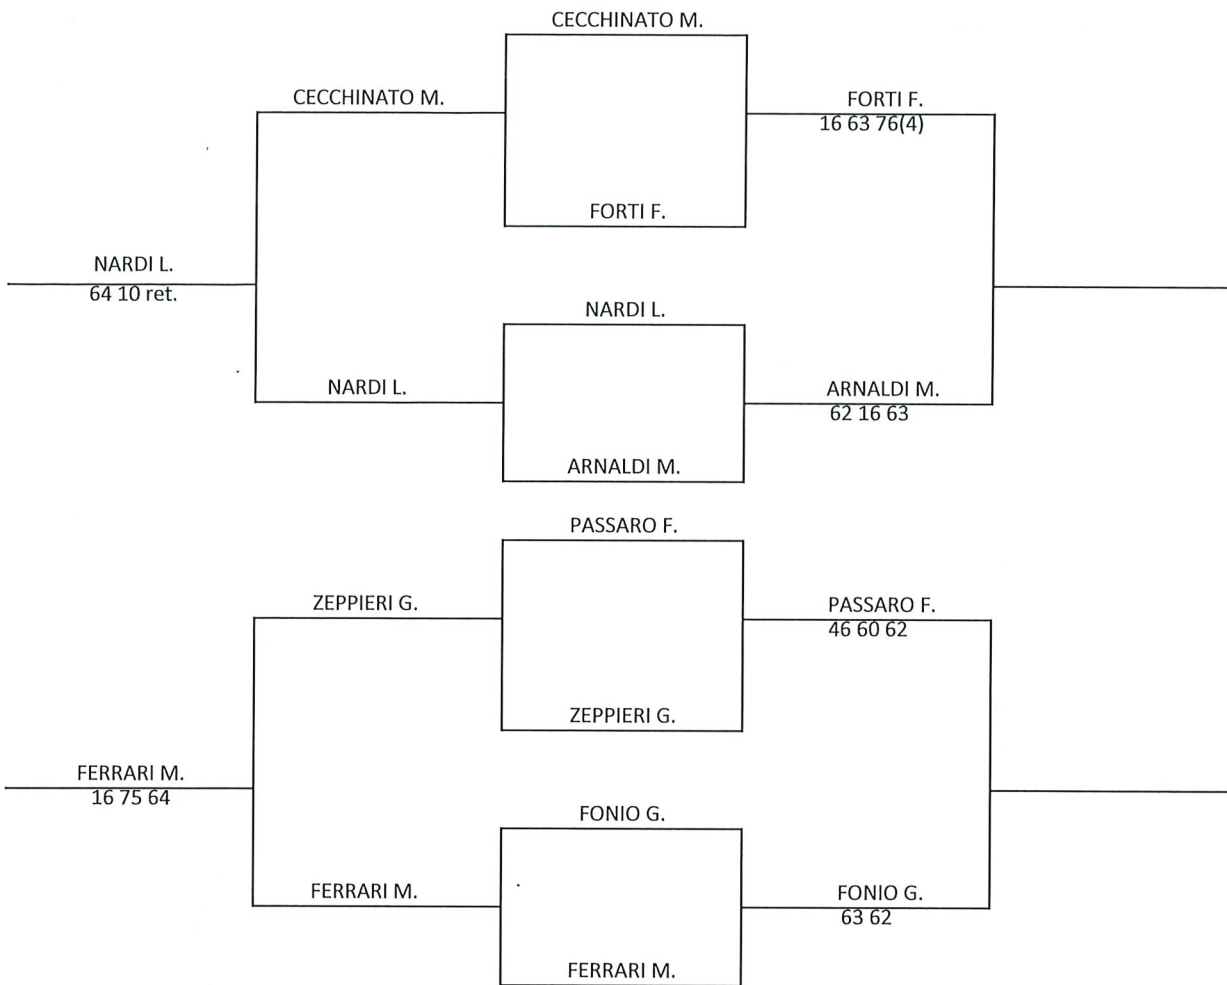 CECCHINATO M.
CECCHINATO M.
FORTI F.
16 63 76(4)
FORTI F.
NARDI L.
64 10 ret.
NARDI L.
NARDI L.
ARNALDI M.
62 16 63
ARNALDI M.
PASSARO F.
ZEPPIERI G.
PASSARO F.
46 60 62
ZEPPIERI G.
FERRARI M.
16 75 64
FONIO G.
FERRARI M.
FONIO G.
63 62
FERRARI M.